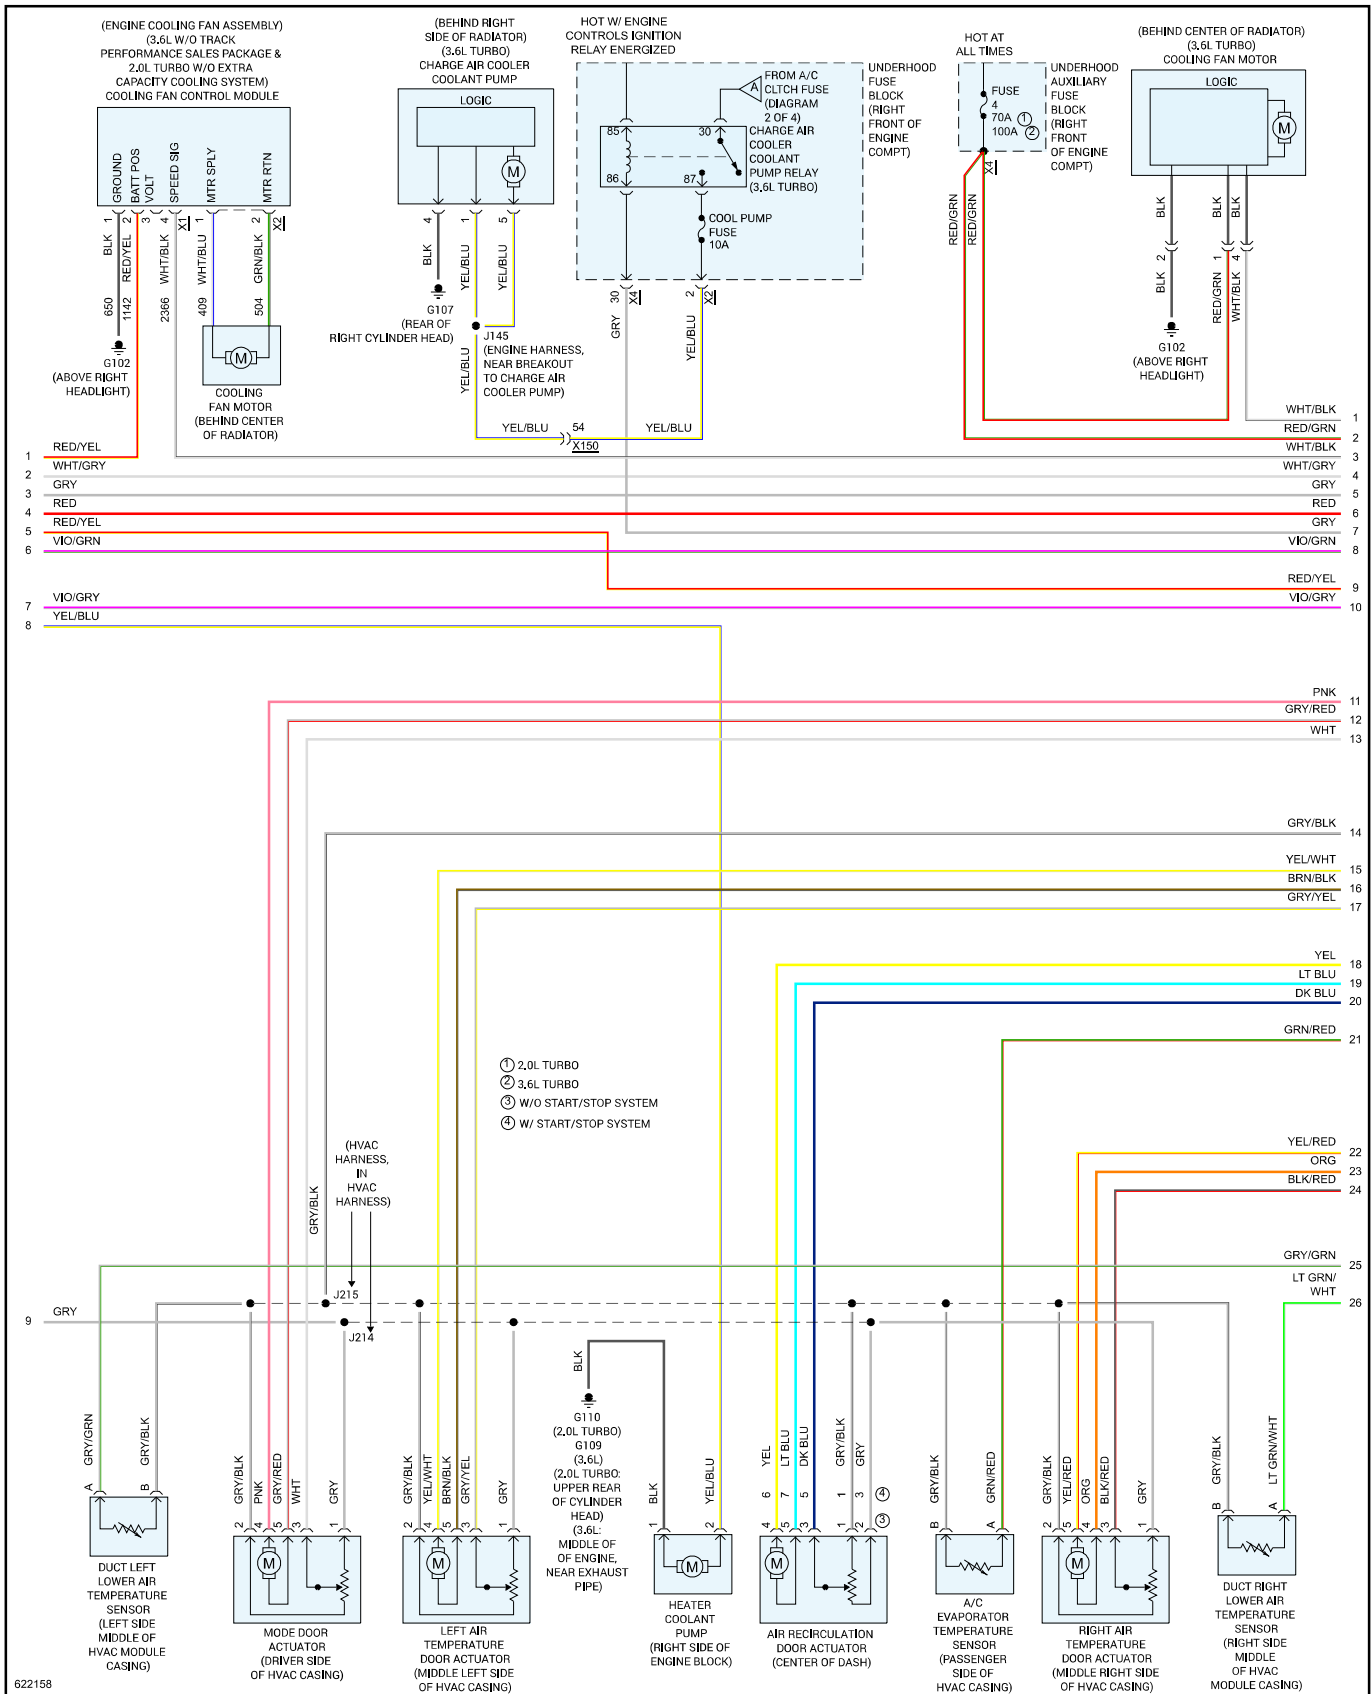 (ENGINE COOLING FAN ASSEMBLY)
(3.6L W/O TRACK
PERFORMANCE SALES PACKAGE &
2.0L TURBO W/O EXTRA
CAPACITY COOLING SYSTEM)
COOLING FAN CONTROL MODULE
GROUND
BATT POS
VOLT
SPEED SIG
MTR SPLY
MTR RTN
1
2
3
4
X1
1
2
X2
BLK
RED/YEL
WHT/BLK
WHT/BLU
GRN/BLK
650
1142
2366
409
504
G102
(ABOVE RIGHT
HEADLIGHT)
M
COOLING
FAN MOTOR
(BEHIND CENTER
OF RADIATOR)
(BEHIND RIGHT
SIDE OF RADIATOR)
(3.6L TURBO)
CHARGE AIR COOLER
COOLANT PUMP
LOGIC
M
4
1
5
BLK
YEL/BLU
YEL/BLU
G107
(REAR OF
RIGHT CYLINDER HEAD)
J145
(ENGINE HARNESS,
NEAR BREAKOUT
TO CHARGE AIR
COOLER PUMP)
YEL/BLU
YEL/BLU
54
X150
YEL/BLU
HOT W/ ENGINE
CONTROLS IGNITION
RELAY ENERGIZED
A
FROM A/C
CLTCH FUSE
(DIAGRAM
2 OF 4)
85
30
86
87
CHARGE AIR
COOLER
COOLANT
PUMP RELAY
(3.6L TURBO)
COOL PUMP
FUSE
10A
30
X4
2
X2
GRY
YEL/BLU
UNDERHOOD
FUSE
BLOCK
(RIGHT
FRONT OF
ENGINE
COMPT)
HOT AT
ALL TIMES
FUSE
4
70A 1
100A 2
X4
RED/GRN
RED/GRN
UNDERHOOD
AUXILIARY
FUSE
BLOCK
(RIGHT
FRONT
OF ENGINE
COMPT)
(BEHIND CENTER OF RADIATOR)
(3.6L TURBO)
COOLING FAN MOTOR
LOGIC
M
BLK
BLK
BLK
2
1
4
BLK
RED/GRN
WHT/BLK
G102
(ABOVE RIGHT
HEADLIGHT)
1 RED/YEL
2 WHT/GRY
3 GRY
4 RED
5 RED/YEL
6 VIO/GRN
7 VIO/GRY
8 YEL/BLU
9 GRY
WHT/BLK 1
RED/GRN 2
WHT/BLK 3
WHT/GRY 4
GRY 5
RED 6
GRY 7
VIO/GRN 8
RED/YEL 9
VIO/GRY 10
PNK 11
GRY/RED 12
WHT 13
GRY/BLK 14
YEL/WHT 15
BRN/BLK 16
GRY/YEL 17
YEL 18
LT BLU 19
DK BLU 20
GRN/RED 21
YEL/RED 22
ORG 23
BLK/RED 24
GRY/GRN 25
LT GRN/
WHT 26
1 2.0L TURBO
2 3.6L TURBO
3 W/O START/STOP SYSTEM
4 W/ START/STOP SYSTEM
(HVAC
HARNESS,
IN
HVAC
HARNESS)
GRY/BLK
J215
J214
GRY/GRN
GRY/BLK
A
B
DUCT LEFT
LOWER AIR
TEMPERATURE
SENSOR
(LEFT SIDE
MIDDLE OF
HVAC MODULE
CASING)
GRY/BLK
PNK
GRY/RED
WHT
GRY
2
4
5
3
1
M
MODE DOOR
ACTUATOR
(DRIVER SIDE
OF HVAC CASING)
GRY/BLK
YEL/WHT
BRN/BLK
GRY/YEL
GRY
2
4
5
3
1
M
LEFT AIR
TEMPERATURE
DOOR ACTUATOR
(MIDDLE LEFT SIDE
OF HVAC CASING)
BLK
G110
(2.0L TURBO)
G109
(3.6L)
(2.0L TURBO:
UPPER REAR
OF CYLINDER
HEAD)
(3.6L:
MIDDLE OF
OF ENGINE,
NEAR EXHAUST
PIPE)
BLK
YEL/BLU
1
2
M
HEATER
COOLANT
PUMP
(RIGHT SIDE OF
ENGINE BLOCK)
YEL
LT BLU
DK BLU
GRY/BLK
GRY
6
7
5
1
3
4
4
5
3
1
2
3
M
AIR RECIRCULATION
DOOR ACTUATOR
(CENTER OF DASH)
GRY/BLK
GRN/RED
B
A
A/C
EVAPORATOR
TEMPERATURE
SENSOR
(PASSENGER
SIDE OF
HVAC CASING)
GRY/BLK
YEL/RED
ORG
BLK/RED
GRY
2
5
4
3
1
M
RIGHT AIR
TEMPERATURE
DOOR ACTUATOR
(MIDDLE RIGHT SIDE
OF HVAC CASING)
GRY/BLK
LT GRN/WHT
B
A
DUCT RIGHT
LOWER AIR
TEMPERATURE
SENSOR
(RIGHT SIDE
MIDDLE
OF HVAC
MODULE CASING)
622158